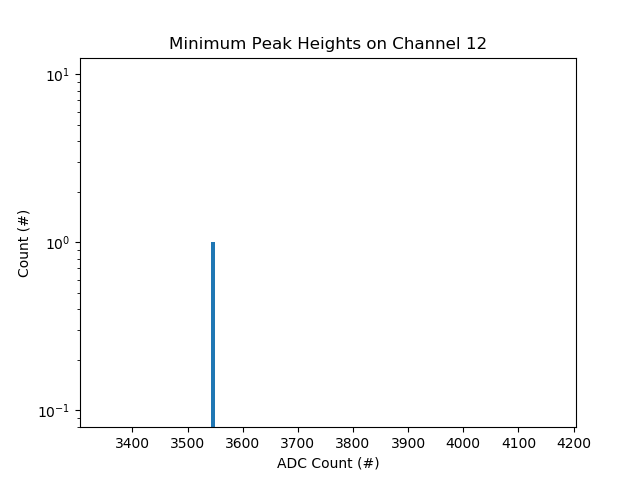 Minimum Peak Heights on Channel 12
10¹
10⁰
10⁻¹
Count (#)
3400 3500 3600 3700 3800 3900 4000 4100 4200
ADC Count (#)